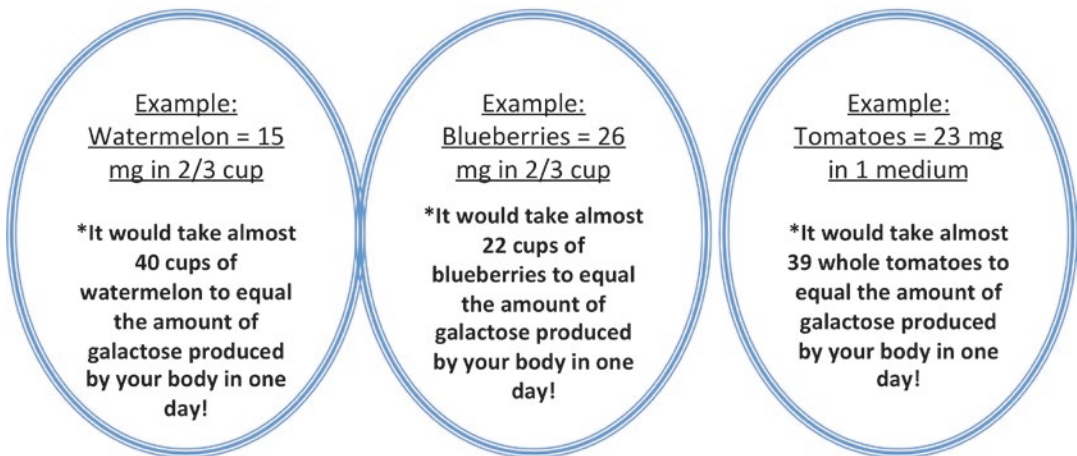 Example:
Watermelon = 15
mg in 2/3 cup
*It would take almost
40 cups of
watermelon to equal
the amount of
galactose produced
by your body in one
day!
Example:
Blueberries = 26
mg in 2/3 cup
*It would take almost
22 cups of
blueberries to equal
the amount of
galactose produced
by your body in one
day!
Example:
Tomatoes = 23 mg
in 1 medium
*It would take almost
39 whole tomatoes to
equal the amount of
galactose produced
by your body in one
day!